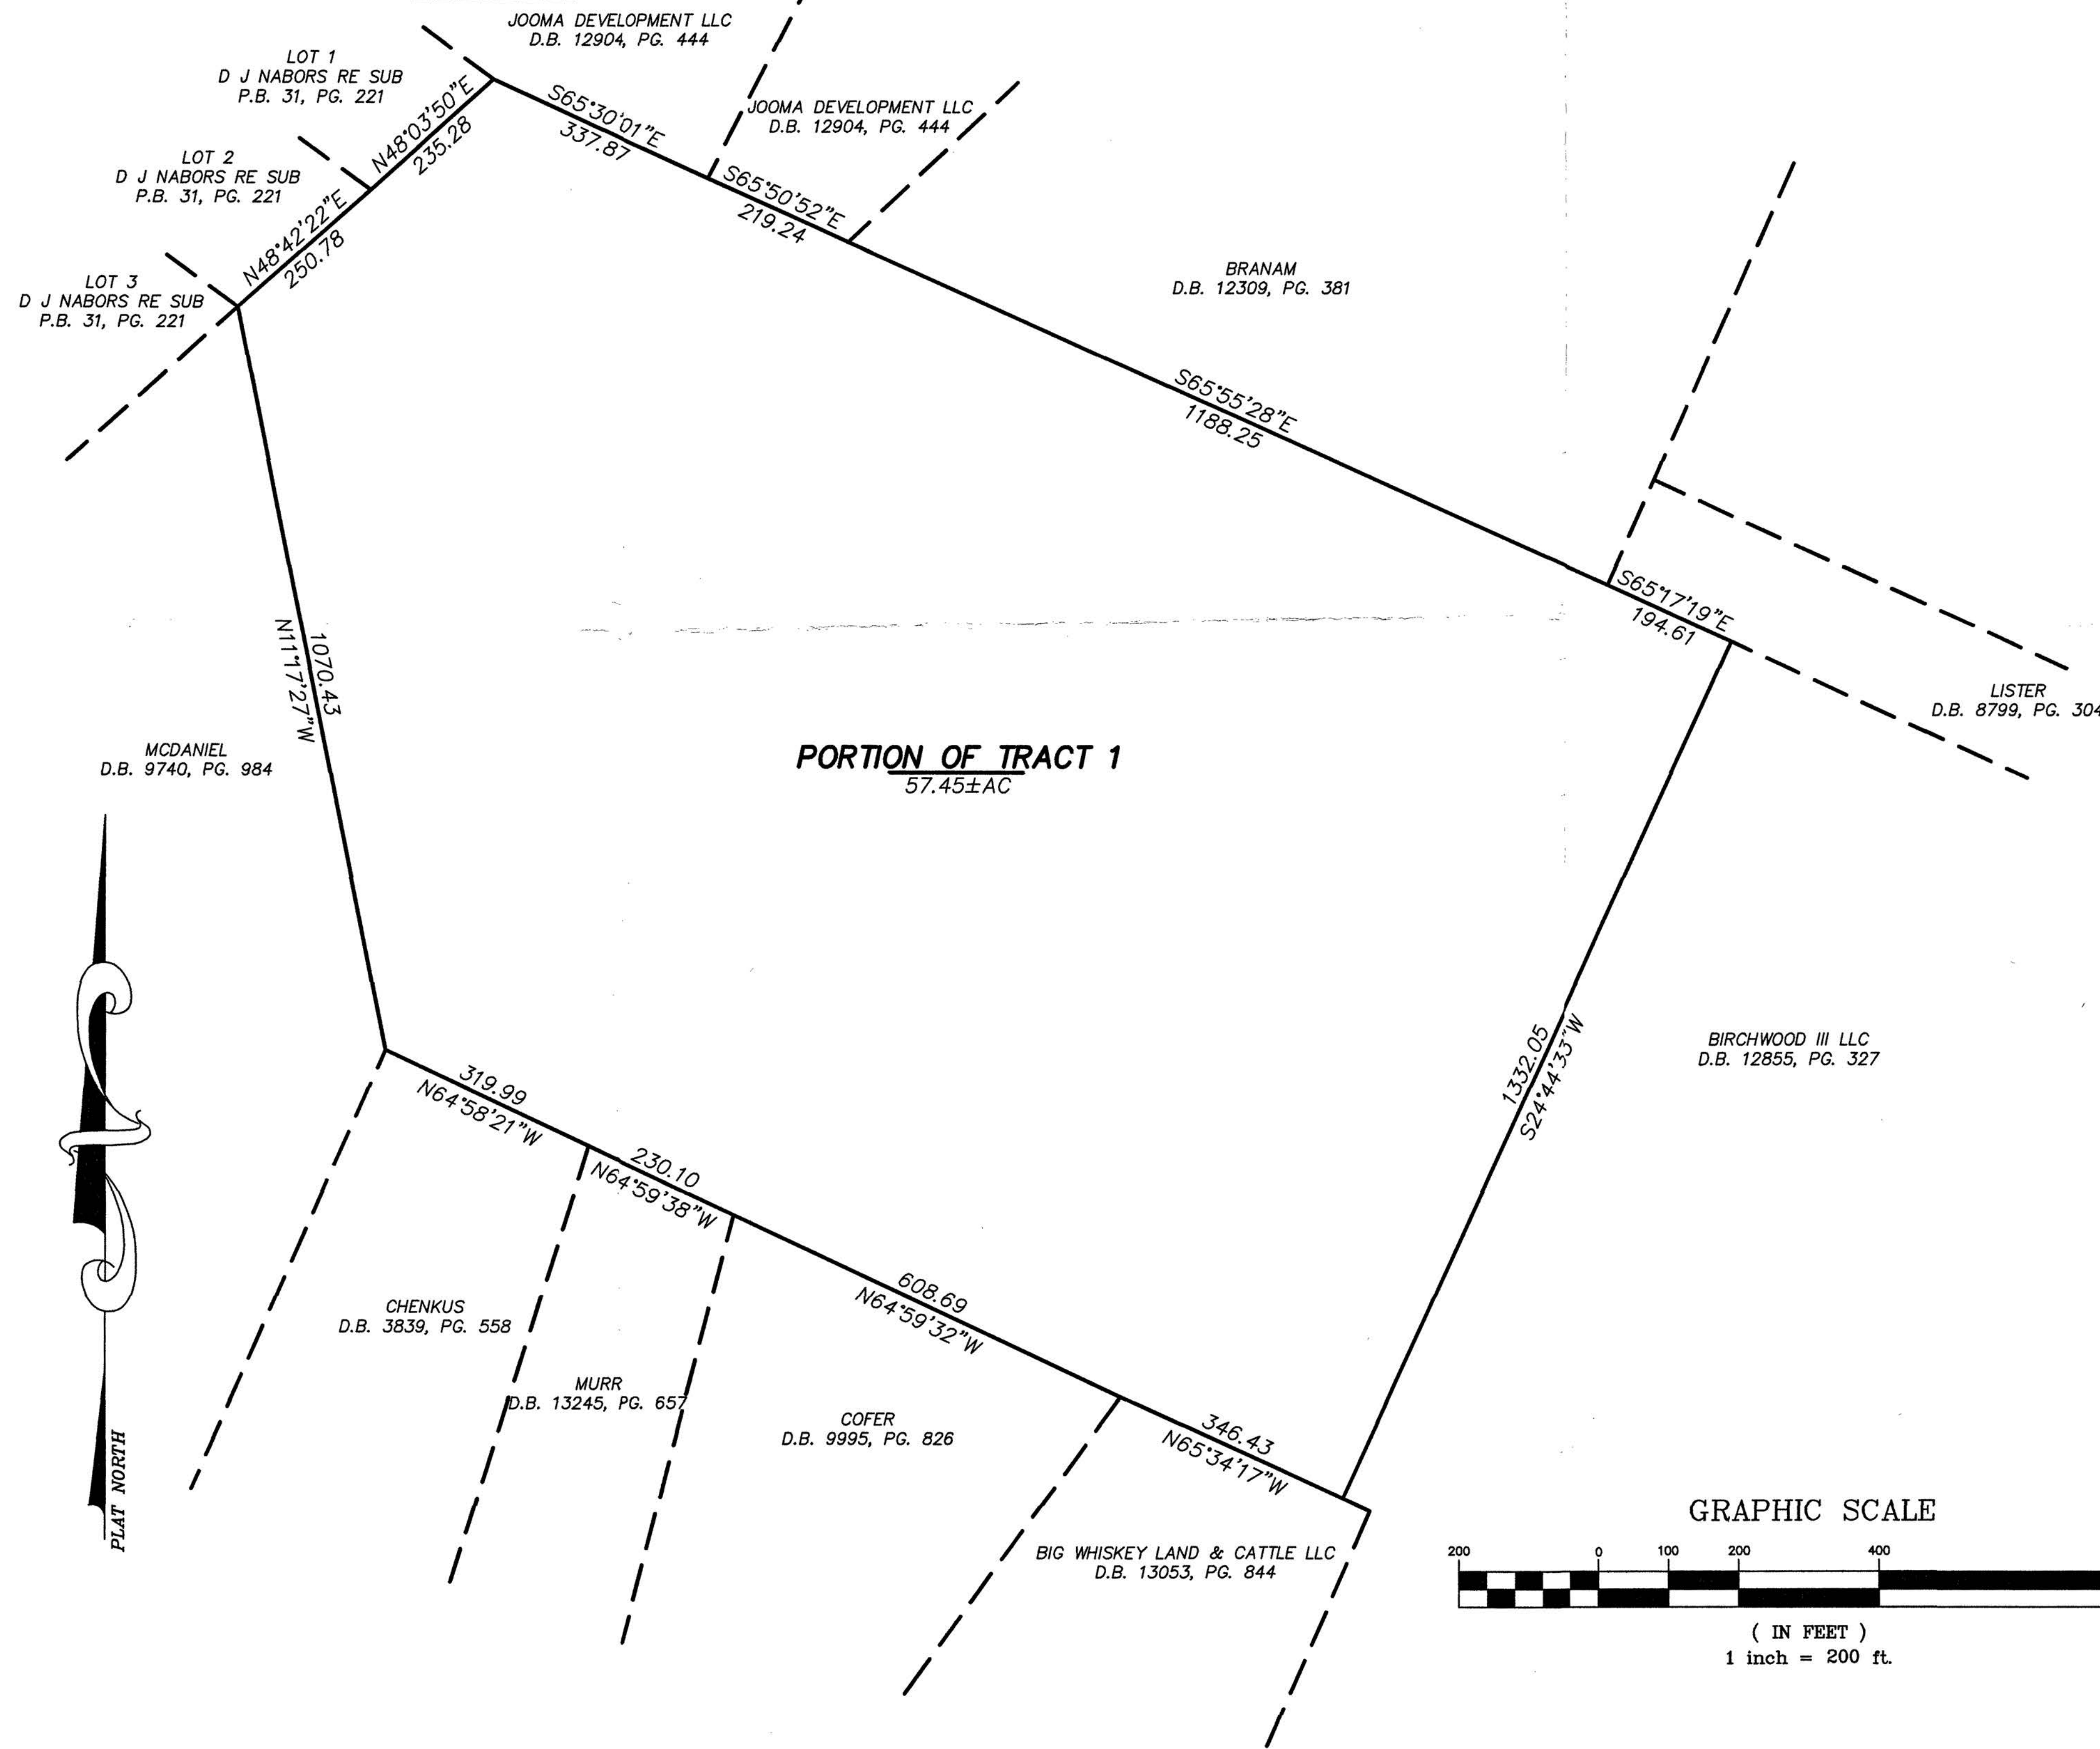 JOOMA DEVELOPMENT LLC
D.B. 12904, PG. 444
LOT 1
D J NABORS RE SUB
P.B. 31, PG. 221
N48°03'50"E
235.28
S65°30'01"E
337.87
JOOMA DEVELOPMENT LLC
D.B. 12904, PG. 444
LOT 2
D J NABORS RE SUB
P.B. 31, PG. 221
N48°42'22"E
250.78
S65°50'52"E
219.24
LOT 3
D J NABORS RE SUB
P.B. 31, PG. 221
BRANAM
D.B. 12309, PG. 381
S65°55'28"E
1188.25
S65°17'19"E
194.61
LISTER
D.B. 8799, PG. 304
1070.43
N11°17'27"W
MCDANIEL
D.B. 9740, PG. 984
PORTION OF TRACT 1
57.45±AC
1332.05
S24°44'33"W
BIRCHWOOD III LLC
D.B. 12855, PG. 327
319.99
N64°58'21"W
230.10
N64°59'38"W
608.69
N64°59'32"W
346.43
N65°34'17"W
CHENKUS
D.B. 3839, PG. 558
MURR
D.B. 13245, PG. 657
COFER
D.B. 9995, PG. 826
BIG WHISKEY LAND & CATTLE LLC
D.B. 13053, PG. 844
PLAT NORTH
GRAPHIC SCALE
200 0 100 200 400
( IN FEET )
1 inch = 200 ft.